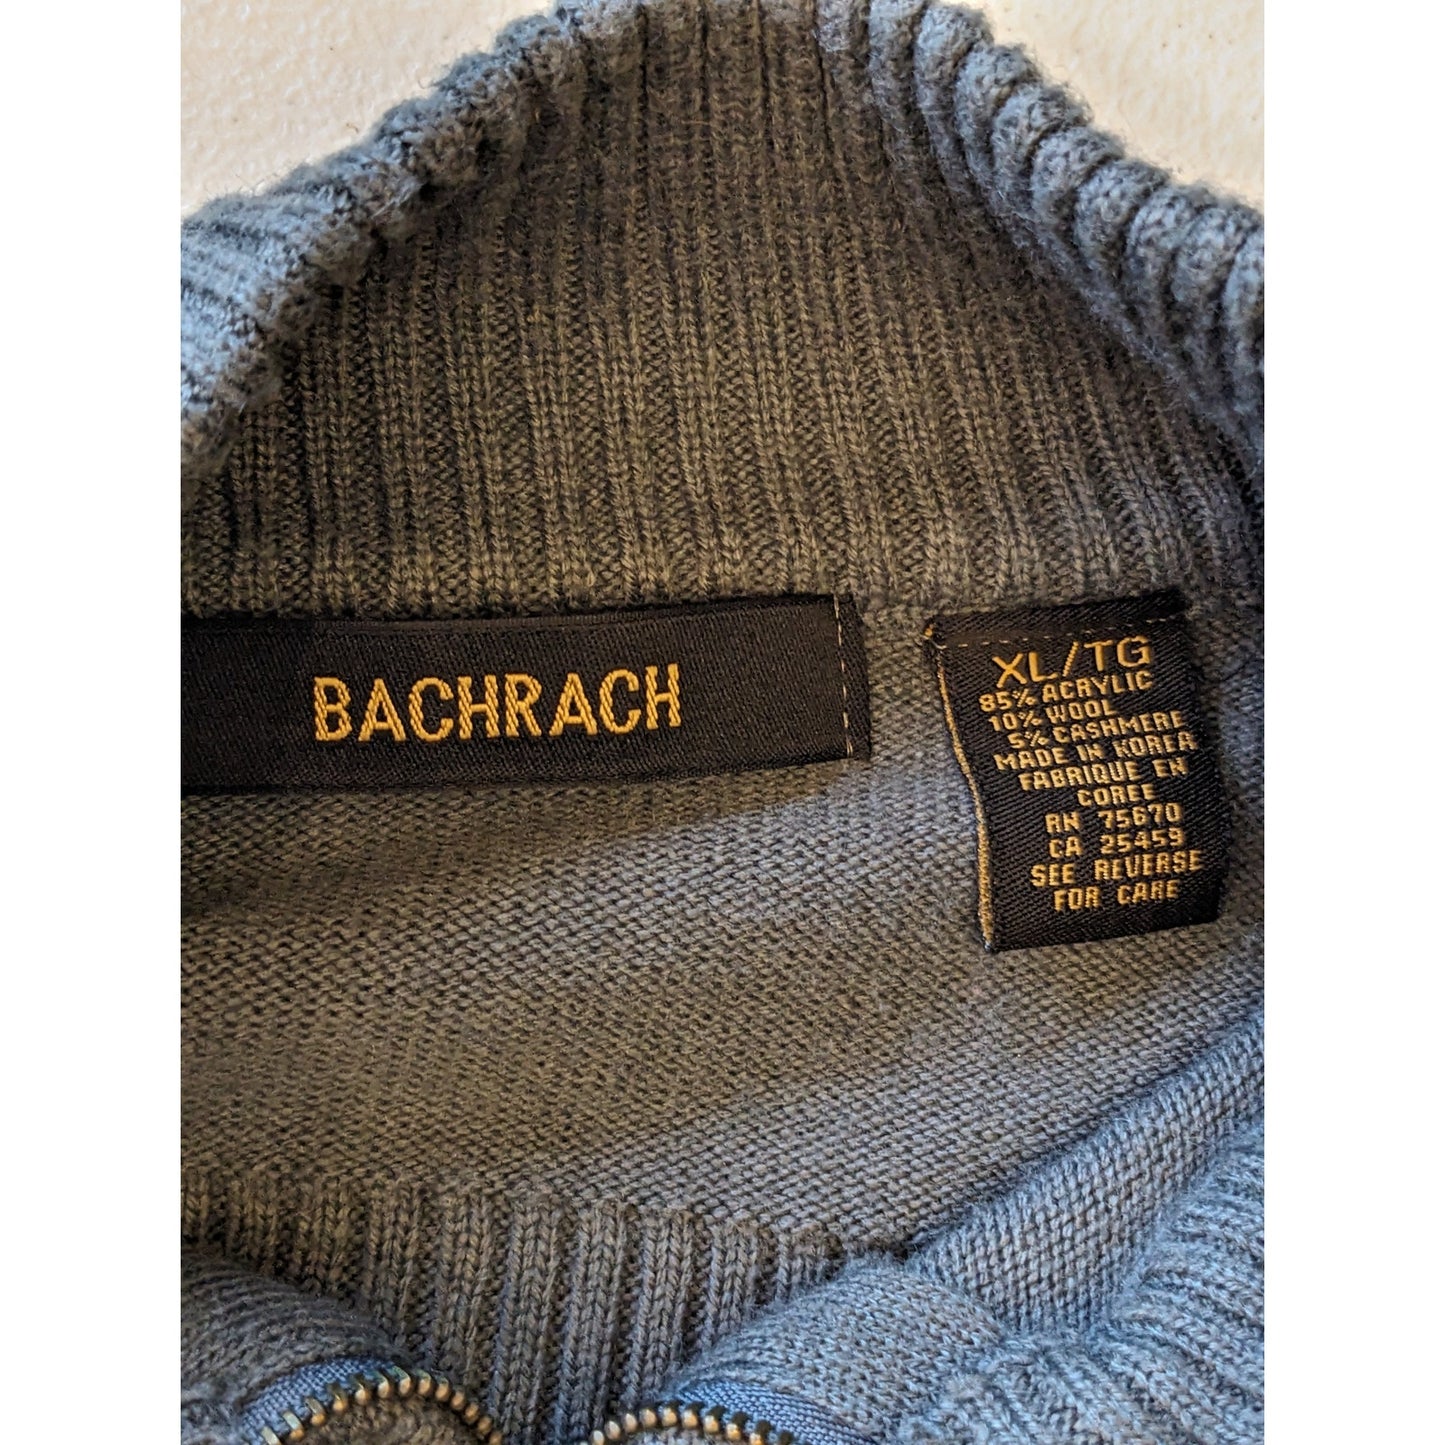 BACHRACH
XL/TG
85% ACRYLIC
10% WOOL
5% CASHMERE
MADE IN KOREA
FABRIQUE EN
COREE
RN 75670
CA 25459
SEE REVERSE
FOR CARE